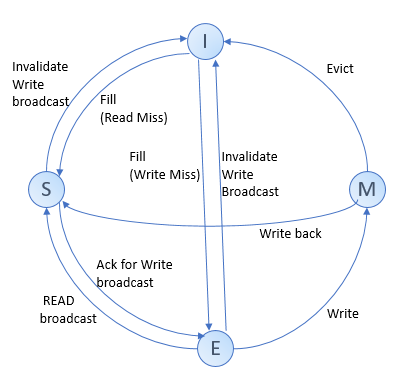 I
Invalidate
Write
broadcast
Evict
Fill
(Read Miss)
Fill
(Write Miss)
Invalidate
Write
Broadcast
S
M
Write back
Ack for Write
broadcast
READ
broadcast
Write
E